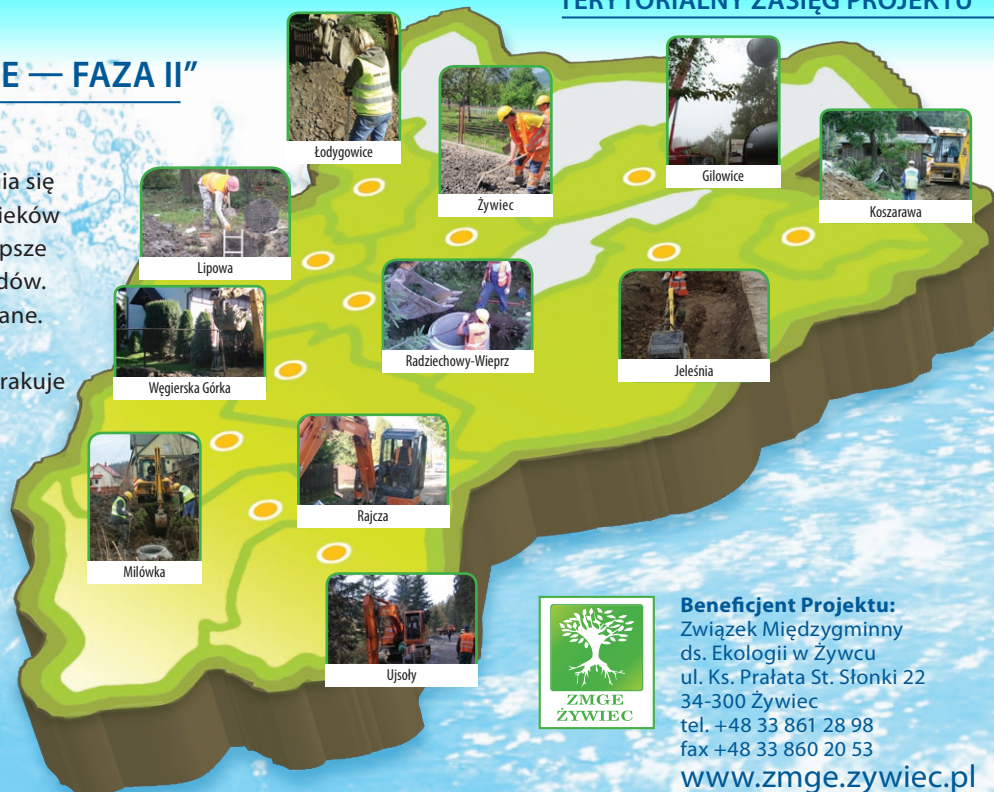 TERYTORIALNY ZASIĘG PROJEKTU
E — FAZA II”
nia się
ieków
psze
dów.
ane.
rakuje
Łodygowice
Żywiec
Gilowice
Koszarawa
Lipowa
Radziechowy-Wieprz
Jeleśnia
Węgierska Górka
Rajcza
Milówka
Ujsoły
ZMGE
ŻYWIEC
Beneficjent Projektu:
Związek Międzygminny
ds. Ekologii w Żywcu
ul. Ks. Prałata St. Słonki 22
34-300 Żywiec
tel. +48 33 861 28 98
fax +48 33 860 20 53
www.zmge.zywiec.pl